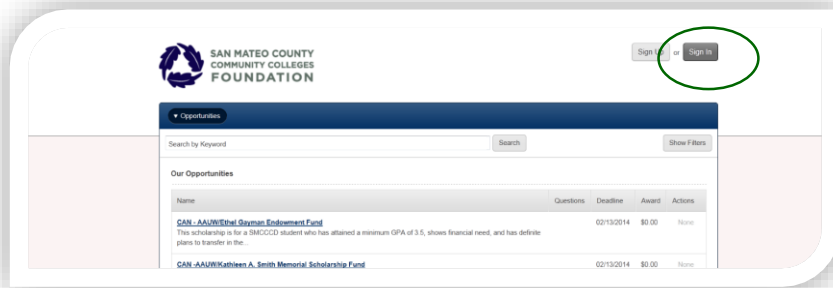 SAN MATEO COUNTY
COMMUNITY COLLEGES
FOUNDATION
Sign Up or Sign In
▾ Opportunities
Search by Keyword Search Show Filters
Our Opportunities
Name Questions Deadline Award Actions
CAN - AAUW/Ethel Gayman Endowment Fund 02/13/2014 $0.00 None
This scholarship is for a SMCCCD student who has attained a minimum GPA of 3.5, shows financial need, and has definite
plans to transfer in the...
CAN -AAUW/Kathleen A. Smith Memorial Scholarship Fund 02/13/2014 $0.00 None